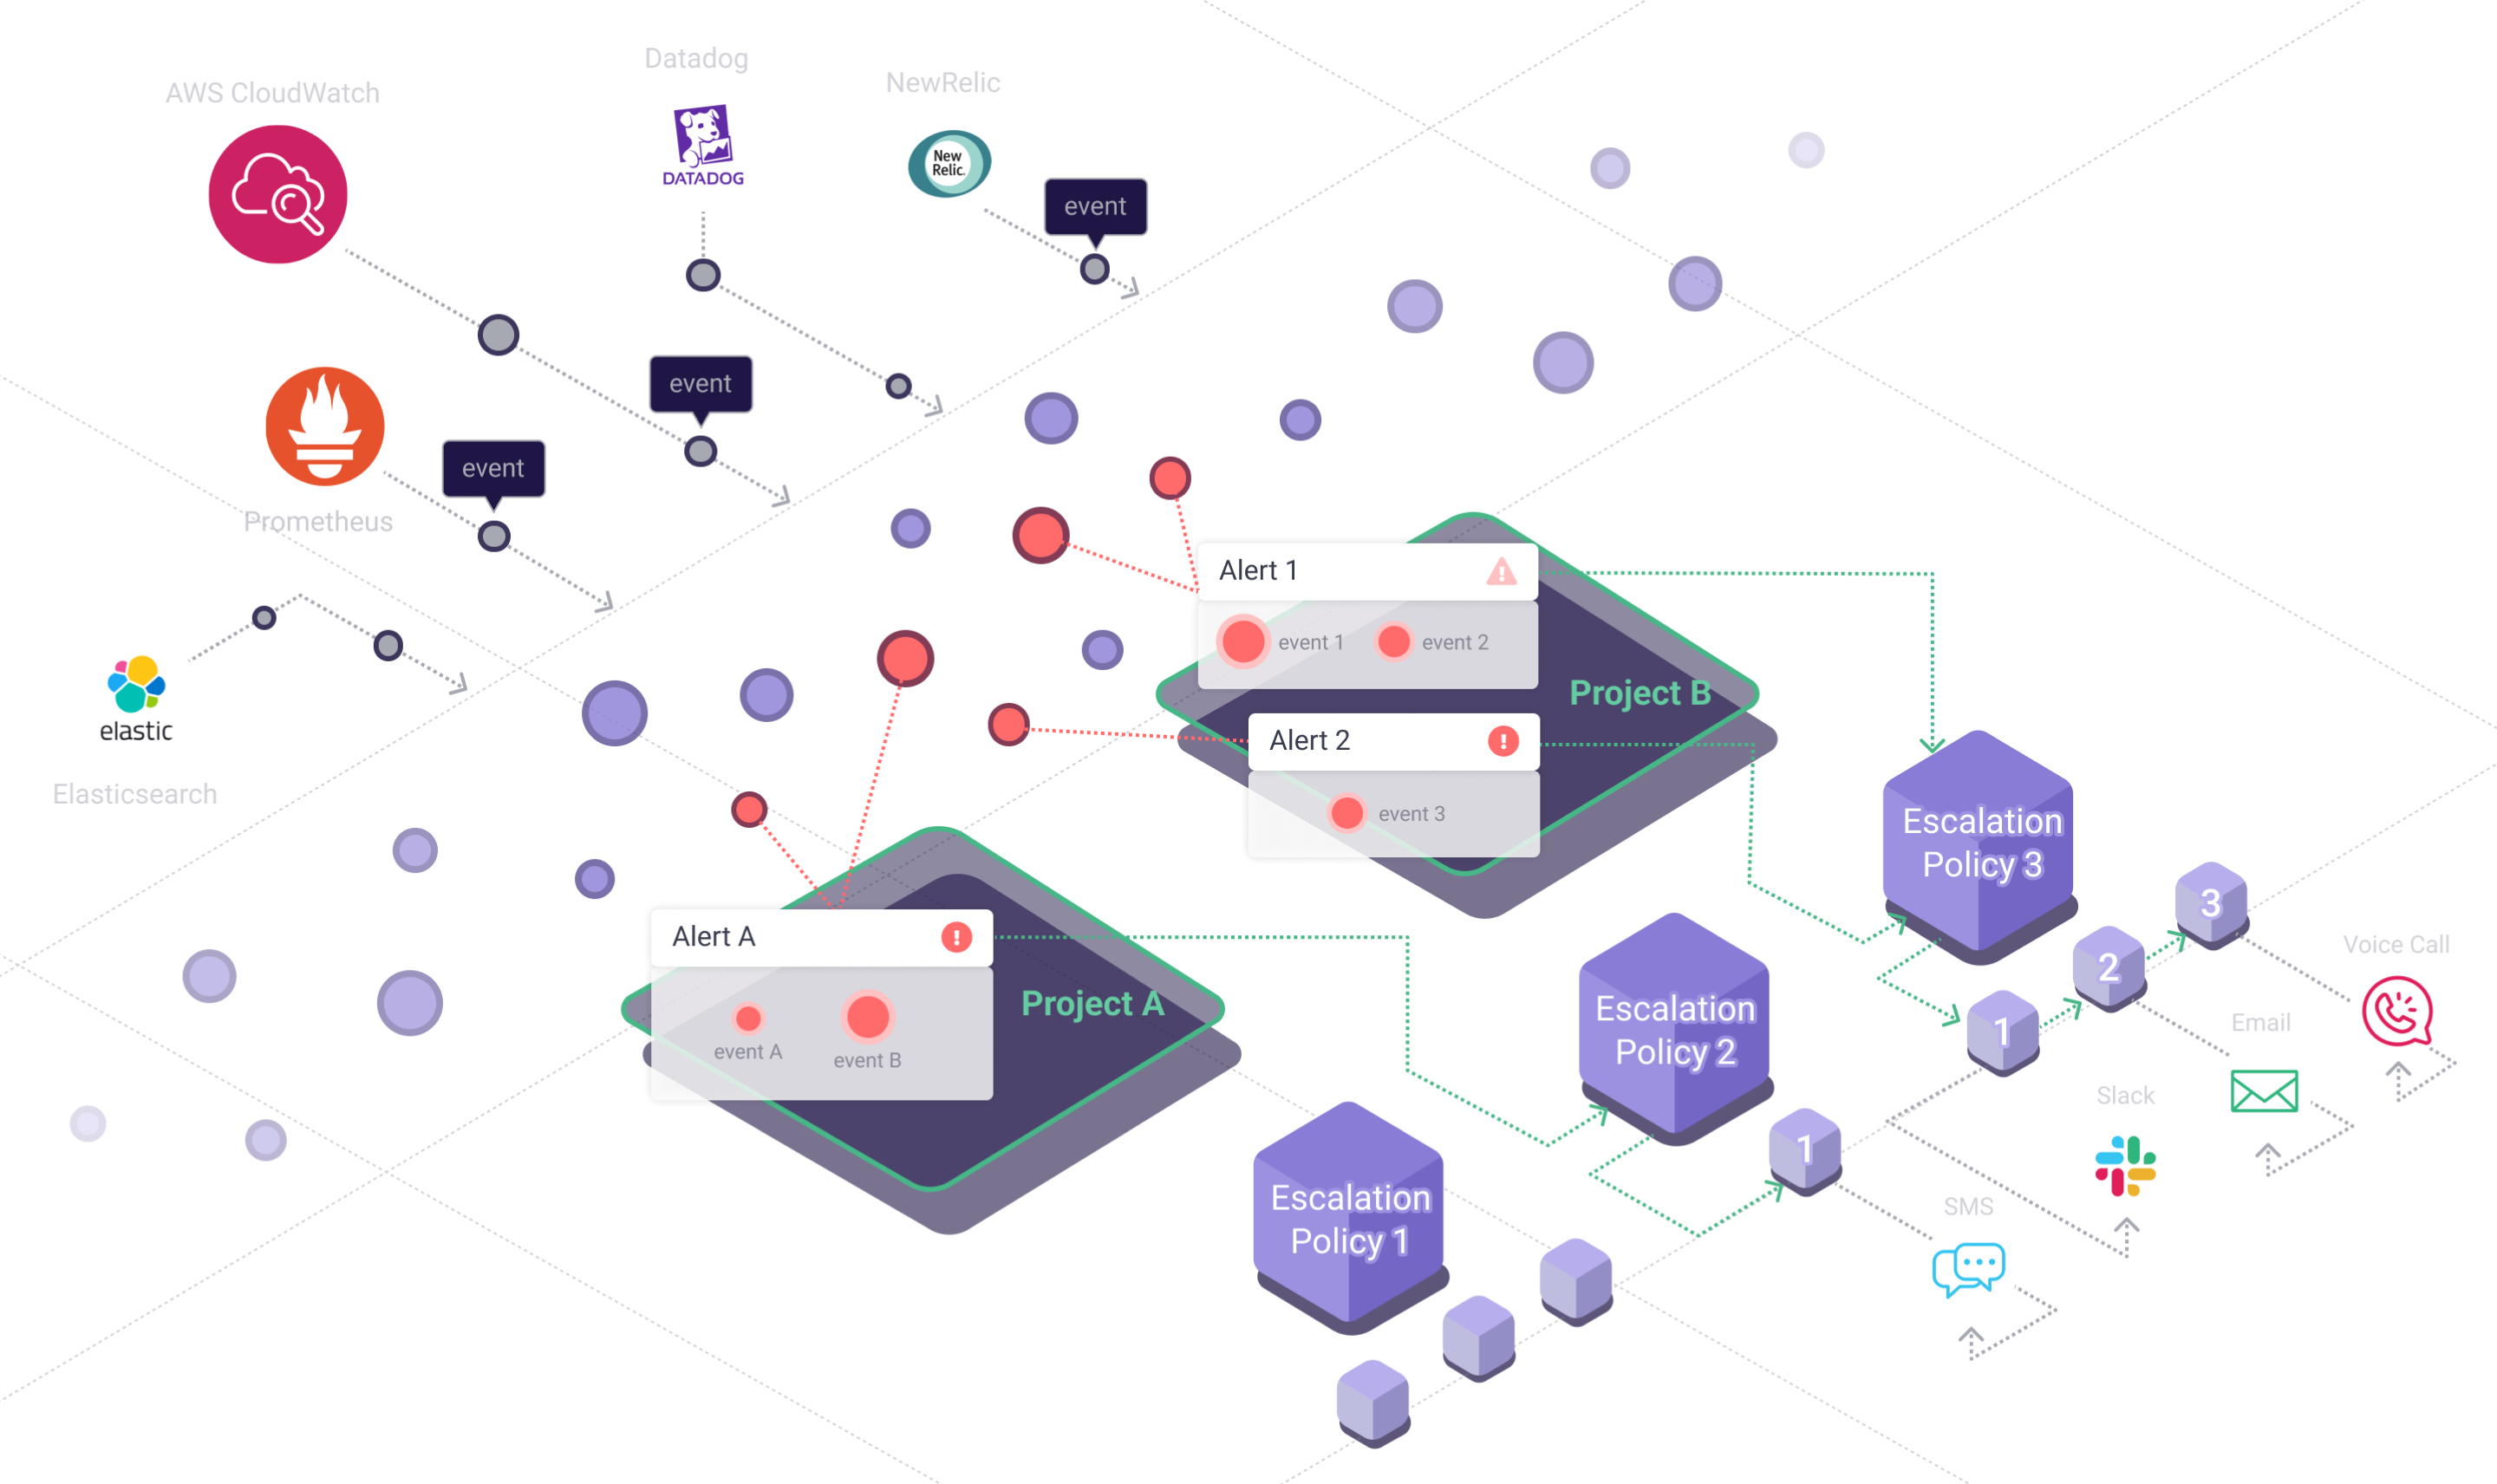 AWS CloudWatch
Datadog
DATADOG
NewRelic
New
Relic.
event
event
event
Prometheus
elastic
Elasticsearch
Alert 1
event 1
event 2
Project B
Alert 2
event 3
Alert A
event A
event B
Project A
Escalation
Policy 3
Escalation
Policy 2
Escalation
Policy 1
1
2
3
1
Voice Call
Email
Slack
SMS